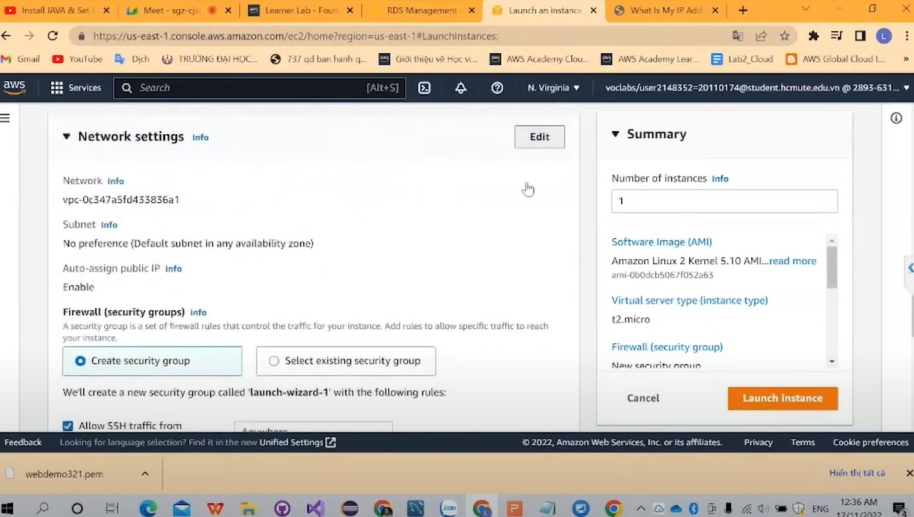 Install JAVA & Set F
Meet - sgz-cjn
Learner Lab - Foun
RDS Management
Launch an instance
What Is My IP Add
https://us-east-1.console.aws.amazon.com/ec2/home?region=us-east-1#LaunchInstances:
Gmail
YouTube
Dịch
TRƯỜNG ĐẠI HỌC...
737 qd ban hanh q...
Giới thiệu về Học vi...
AWS Academy Clou...
AWS Academy Lear...
Lab2_Cloud
AWS Global Cloud I...
aws
Services
Search
[Alt+S]
N. Virginia
voclabs/user2148352=20110174@student.hcmute.edu.vn @ 2893-631...
Network settings Info
Edit
Network Info
vpc-0c347a5fd433836a1
Subnet Info
No preference (Default subnet in any availability zone)
Auto-assign public IP Info
Enable
Firewall (security groups) Info
A security group is a set of firewall rules that control the traffic for your instance. Add rules to allow specific traffic to reach
your instance.
Create security group
Select existing security group
We'll create a new security group called 'launch-wizard-1' with the following rules:
Allow SSH traffic from
Anywhere
Summary
Number of instances Info
1
Software Image (AMI)
Amazon Linux 2 Kernel 5.10 AMI...read more
ami-0b0dcb5067f052a63
Virtual server type (instance type)
t2.micro
Firewall (security group)
New security group
Cancel
Launch instance
Feedback
Looking for language selection? Find it in the new Unified Settings
© 2022, Amazon Web Services, Inc. or its affiliates.
Privacy
Terms
Cookie preferences
webdemo321.pem
Hiển thị tất cả
Zalo
ENG
12:36 AM
12/11/2022